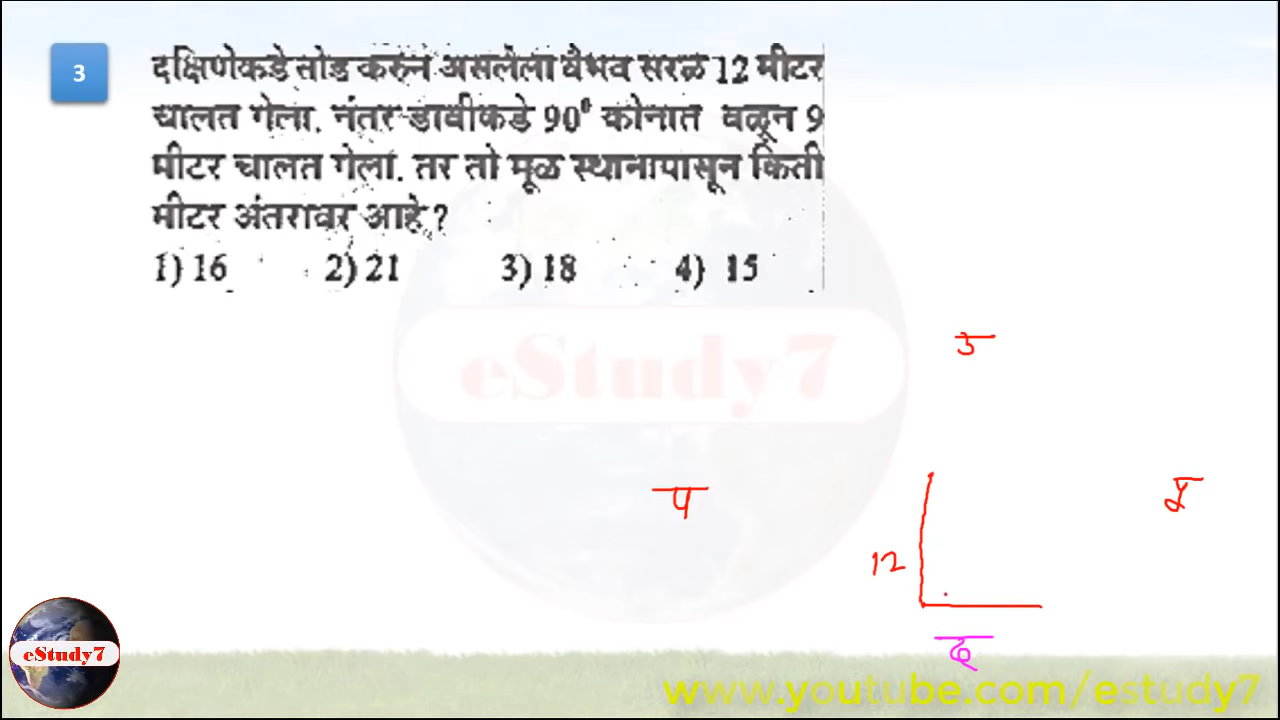 3
दक्षिणेकडे तोंड करुन असलेला वैभव सरळ 12 मीटर
चालत गेला. नंतर डावीकडे 90° कोनात वळून 9
मीटर चालत गेला. तर तो मूळ स्थानापासून किती
मीटर अंतरावर आहे ?
1) 16 2) 21 3) 18 4) 15
eStudy7
उ
प
पू
12
द
eStudy7
www.youtube.com/estudy7